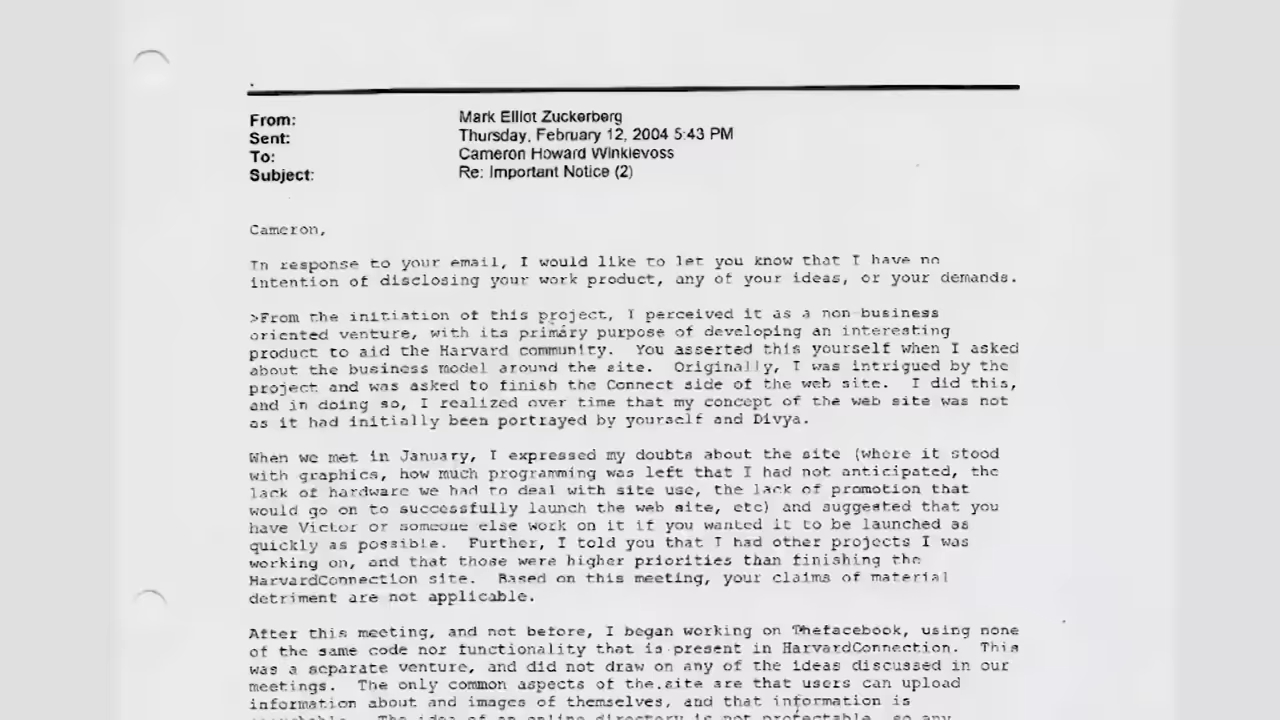 From: Mark Elliot Zuckerberg
Sent: Thursday, February 12, 2004 5:43 PM
To: Cameron Howard Winklevoss
Subject: Re: Important Notice (2)
Cameron,
In response to your email, I would like to let you know that I have no
intention of disclosing your work product, any of your ideas, or your demands.
>From the initiation of this project, I perceived it as a non-business
oriented venture, with its primary purpose of developing an interesting
product to aid the Harvard community. You asserted this yourself when I asked
about the business model around the site. Originally, I was intrigued by the
project and was asked to finish the Connect side of the web site. I did this,
and in doing so, I realized over time that my concept of the web site was not
as it had initially been portrayed by yourself and Divya.
When we met in January, I expressed my doubts about the site (where it stood
with graphics, how much programming was left that I had not anticipated, the
lack of hardware we had to deal with site use, the lack of promotion that
would go on to successfully launch the web site, etc) and suggested that you
have Victor or someone else work on it if you wanted it to be launched as
quickly as possible. Further, I told you that I had other projects I was
working on, and that those were higher priorities than finishing the
HarvardConnection site. Based on this meeting, your claims of material
detriment are not applicable.
After this meeting, and not before, I began working on Thefacebook, using none
of the same code nor functionality that is present in HarvardConnection. This
was a separate venture, and did not draw on any of the ideas discussed in our
meetings. The only common aspects of the site are that users can upload
information about and images of themselves, and that information is
The idea of an online directory is not protectable, so any